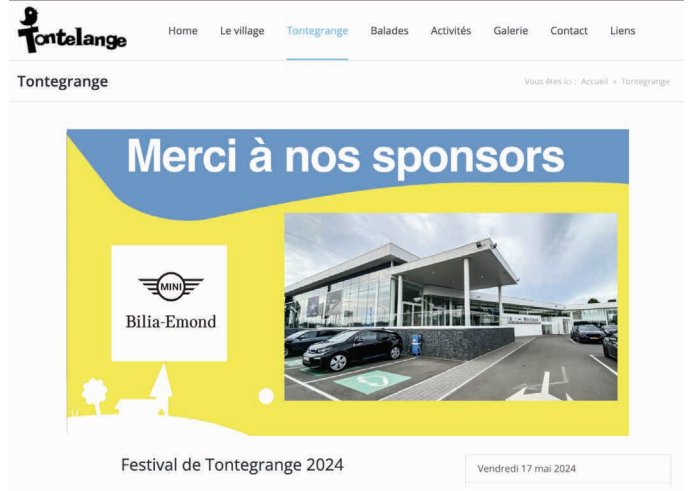 Tontelange
Home Le village Tontegrange Balades Activités Galerie Contact Liens
Tontegrange
Vous êtes ici : Accueil » Tontegrange
Merci à nos sponsors
MINI
Bilia-Emond
Festival de Tontegrange 2024
Vendredi 17 mai 2024